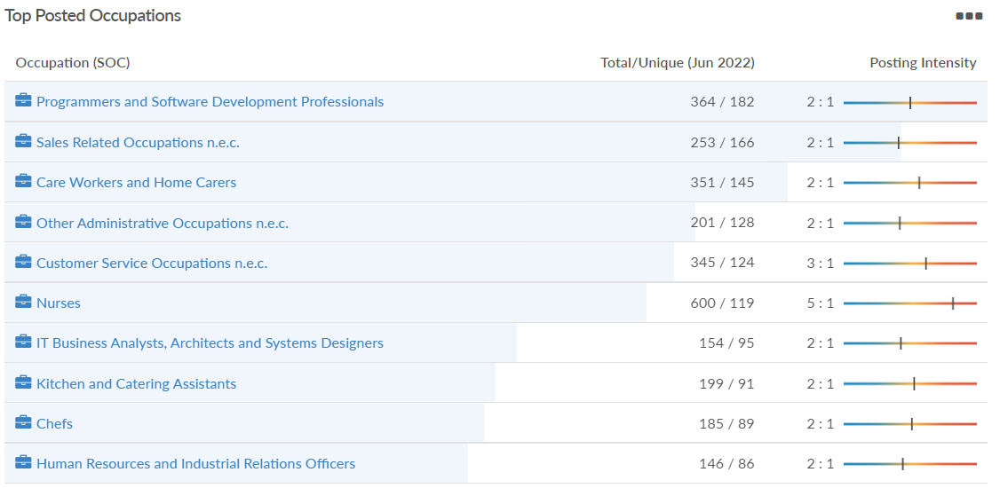 Top Posted Occupations
Occupation (SOC) Total/Unique (Jun 2022) Posting Intensity
Programmers and Software Development Professionals 364 / 182 2 : 1
Sales Related Occupations n.e.c. 253 / 166 2 : 1
Care Workers and Home Carers 351 / 145 2 : 1
Other Administrative Occupations n.e.c. 201 / 128 2 : 1
Customer Service Occupations n.e.c. 345 / 124 3 : 1
Nurses 600 / 119 5 : 1
IT Business Analysts, Architects and Systems Designers 154 / 95 2 : 1
Kitchen and Catering Assistants 199 / 91 2 : 1
Chefs 185 / 89 2 : 1
Human Resources and Industrial Relations Officers 146 / 86 2 : 1